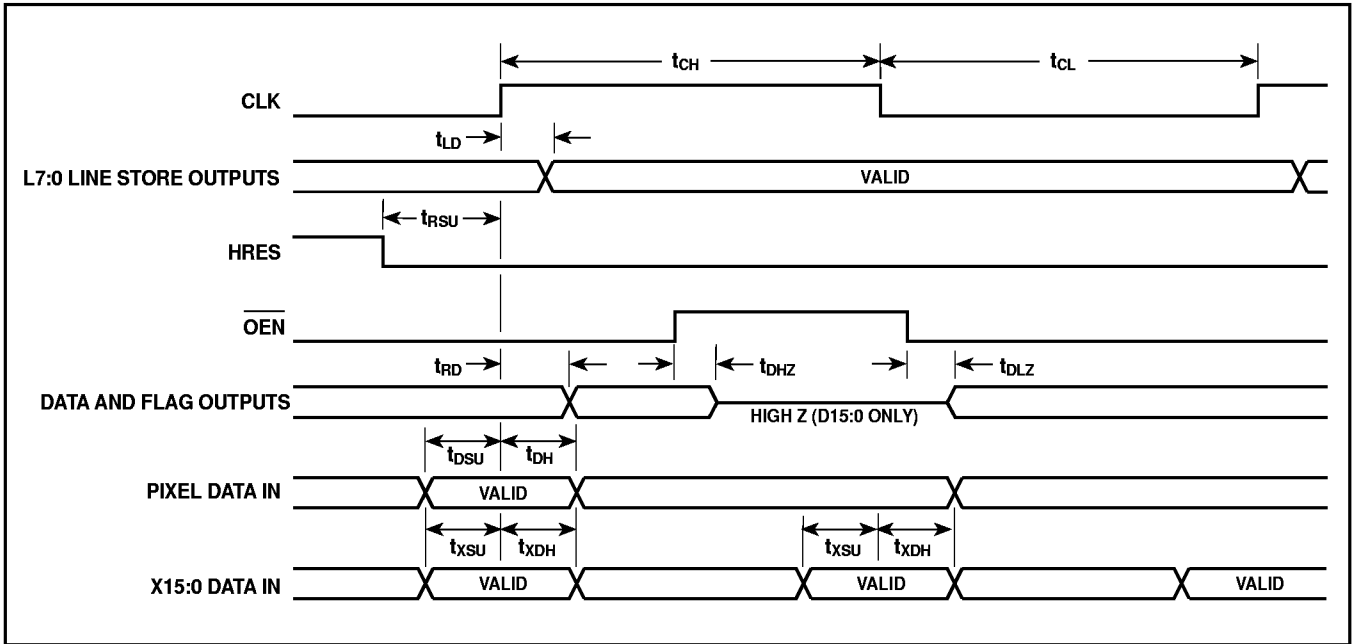 tCH
tCL
CLK
tLD
L7:0 LINE STORE OUTPUTS
VALID
tRSU
HRES
OEN
tRD
tDHZ
tDLZ
DATA AND FLAG OUTPUTS
HIGH Z (D15:0 ONLY)
tDSU
tDH
PIXEL DATA IN
VALID
tXSU
tXDH
tXSU
tXDH
X15:0 DATA IN
VALID
VALID
VALID